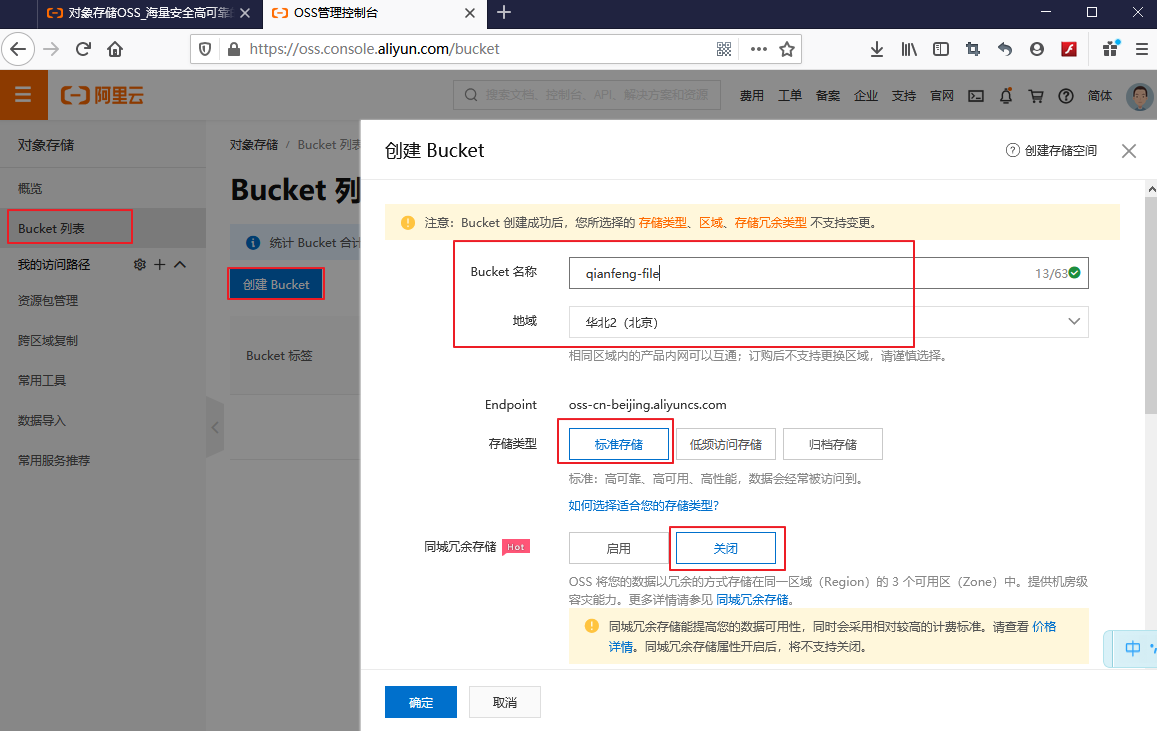 对象存储OSS_海量安全高可靠
OSS管理控制台
https://oss.console.aliyun.com/bucket
阿里云
搜索文档、控制台、API、解决方案和资源
费用 工单 备案 企业 支持 官网 简体
对象存储
概览
Bucket 列表
我的访问路径
资源包管理
跨区域复制
常用工具
数据导入
常用服务推荐
对象存储 / Bucket 列表
Bucket 列
统计 Bucket 合计
创建 Bucket
Bucket 标签
创建 Bucket
创建存储空间
注意：Bucket 创建成功后，您所选择的 存储类型、区域、存储冗余类型 不支持变更。
Bucket 名称
qianfeng-file
13/63
地域
华北2（北京）
相同区域内的产品内网可以互通；订购后不支持更换区域，请谨慎选择。
Endpoint
oss-cn-beijing.aliyuncs.com
存储类型
标准存储 低频访问存储 归档存储
标准：高可靠、高可用、高性能，数据会经常被访问到。
如何选择适合您的存储类型?
同城冗余存储 Hot
启用 关闭
OSS 将您的数据以冗余的方式存储在同一区域（Region）的 3 个可用区（Zone）中。提供机房级
容灾能力。更多详情请参见 同城冗余存储。
同城冗余存储能提高您的数据可用性，同时会采用相对较高的计费标准。请查看 价格
详情。同城冗余存储属性开启后，将不支持关闭。
中
确定 取消